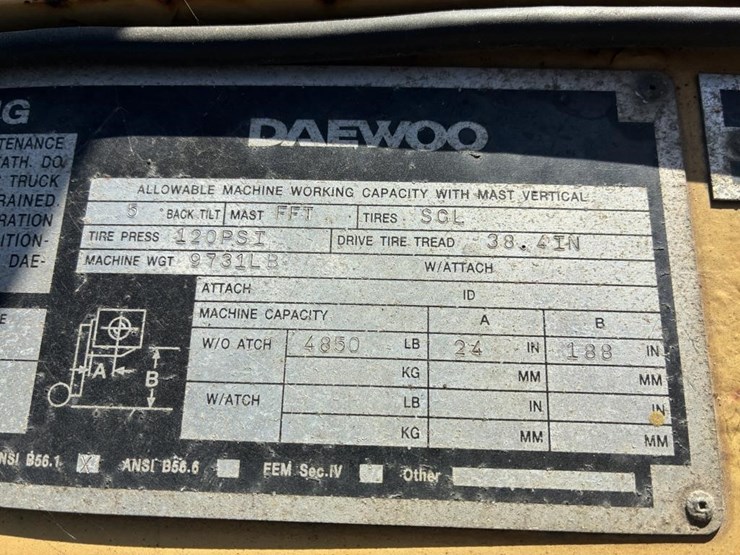 G
TENANCE
ATH. DO
TRUCK
RAINED
RATION
ITION-
DAE-
E
DAEWOO
ALLOWABLE MACHINE WORKING CAPACITY WITH MAST VERTICAL
BACK TILT MAST FFT TIRES SGL
TIRE PRESS 120PSI DRIVE TIRE TREAD 38.4IN
MACHINE WGT 9731LB W/ATTACH
ATTACH ID
MACHINE CAPACITY A B
W/O ATCH 4850 LB 24 IN 188 IN
KG MM MM
W/ATCH LB IN IN
KG MM MM
A
B
NSI B56.1 X ANSI B56.6 FEM Sec.IV Other